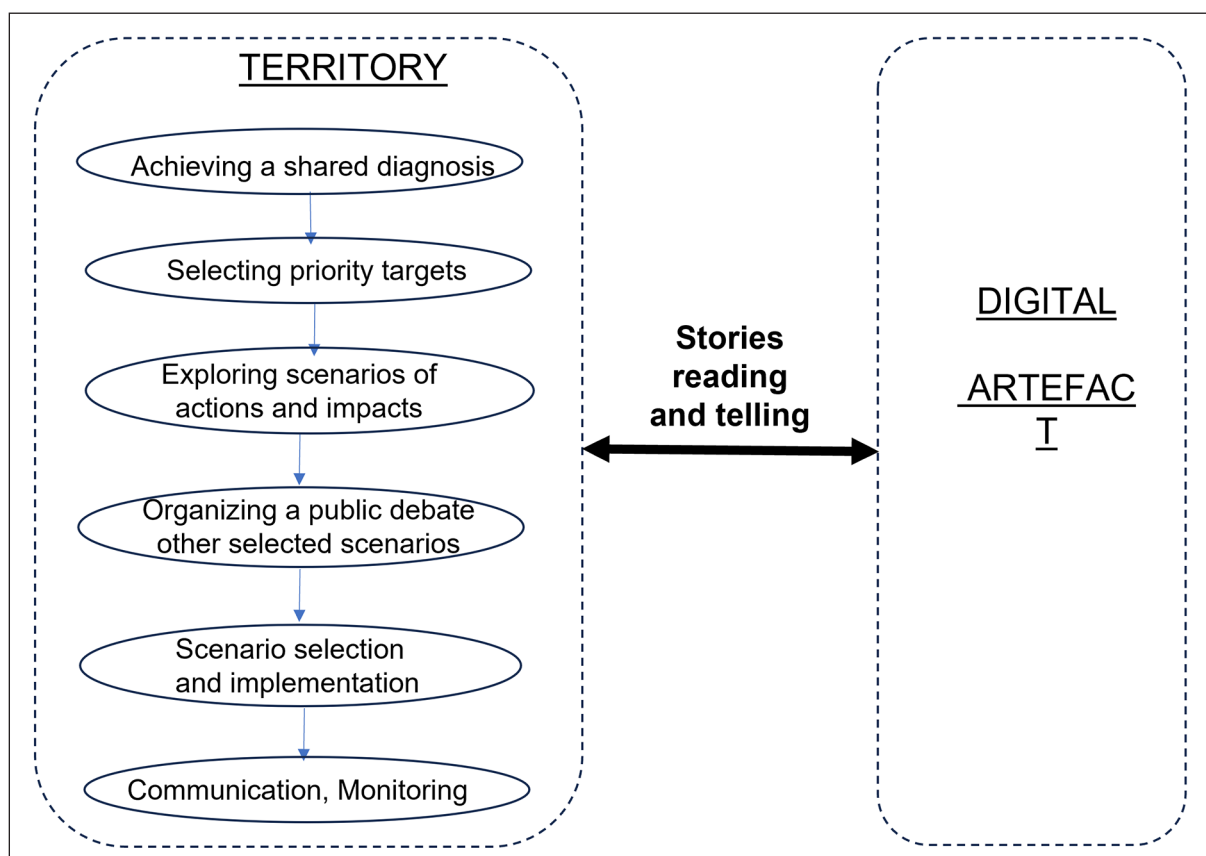 TERRITORY
Achieving a shared diagnosis
Selecting priority targets
Exploring scenarios of
actions and impacts
Organizing a public debate
other selected scenarios
Scenario selection
and implementation
Communication, Monitoring
Stories
reading
and telling
DIGITAL
ARTEFAC
T